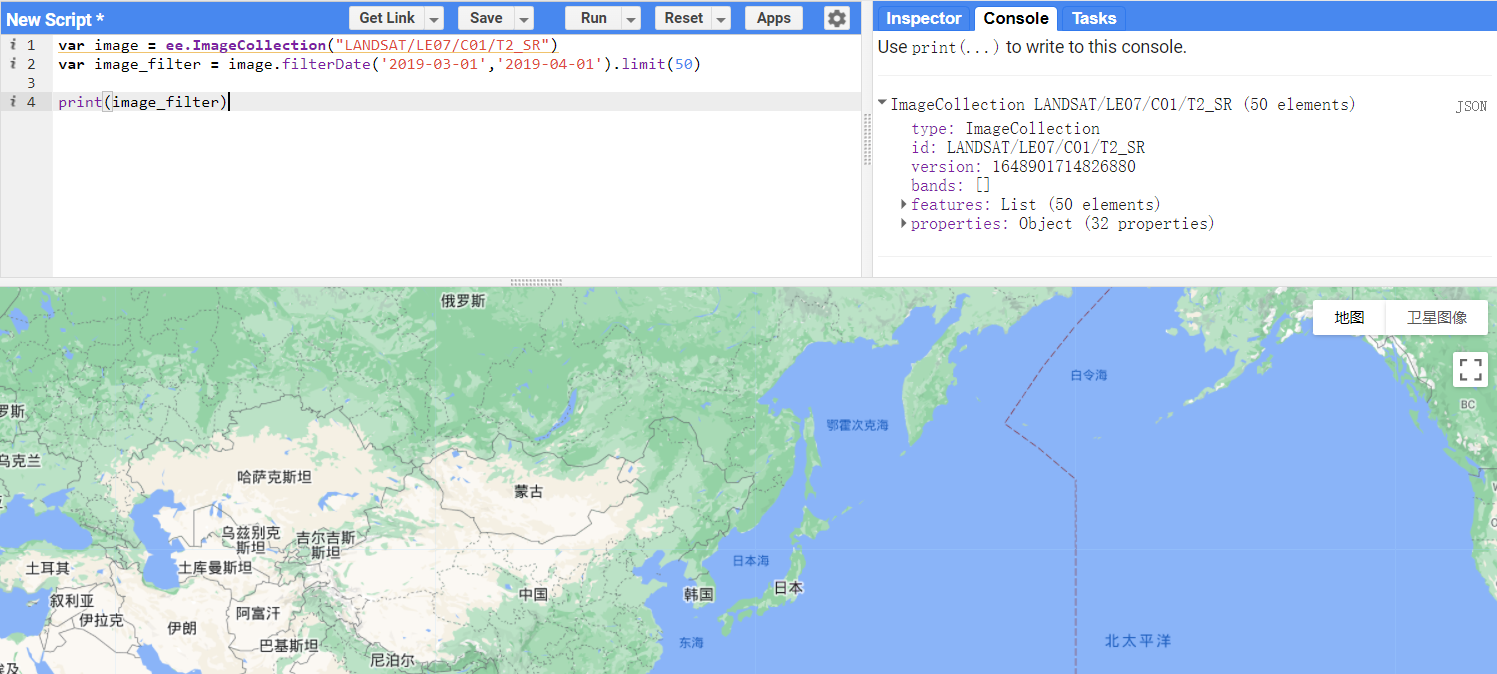 New Script *
Get Link
Save
Run
Reset
Apps
Inspector
Console
Tasks
i 1 var image = ee.ImageCollection("LANDSAT/LE07/C01/T2_SR")
i 2 var image_filter = image.filterDate('2019-03-01','2019-04-01').limit(50)
3
i 4 print(image_filter)
Use print(...) to write to this console.
ImageCollection LANDSAT/LE07/C01/T2_SR (50 elements)
JSON
type: ImageCollection
id: LANDSAT/LE07/C01/T2_SR
version: 1648901714826880
bands: []
features: List (50 elements)
properties: Object (32 properties)
俄罗斯
地图
卫星图像
白令海
BC
罗斯
鄂霍次克海
乌克兰
哈萨克斯坦
蒙古
乌兹别克
斯坦
吉尔吉斯
斯坦
土耳其
土库曼斯坦
日本海
中国
韩国
日本
叙利亚
伊拉克
阿富汗
伊朗
巴基斯坦
东海
北太平洋
尼泊尔
埃及